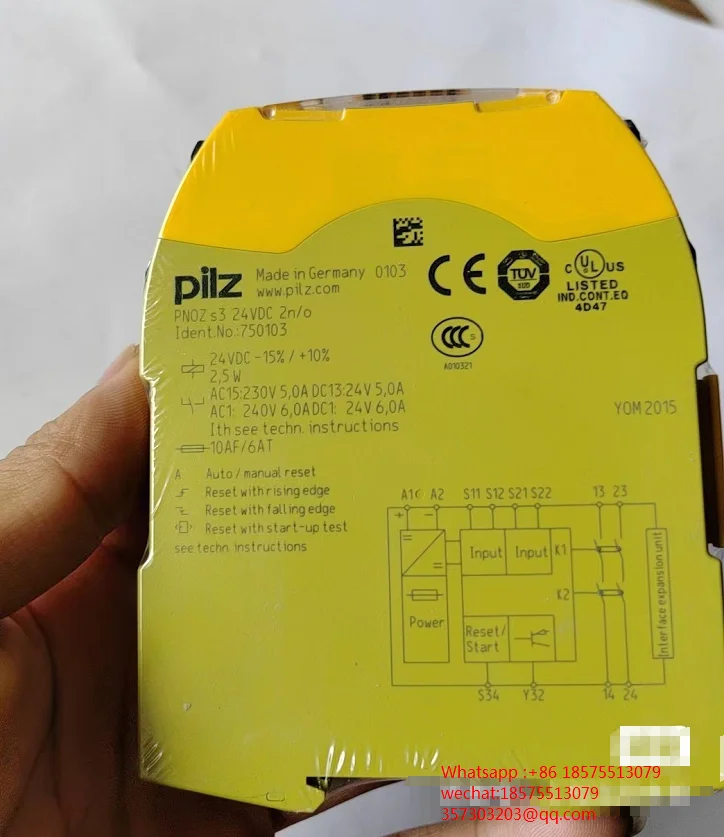 pilz Made in Germany 0103
www.pilz.com
PNOZ s3 24VDC 2n/o
Ident.No.:750103
CE
TÜV
SÜD
C UL US
LISTED
IND.CONT.EQ
4D47
CCC S
A010321
24VDC -15% / +10%
2,5 W
AC15:230V 5,0A DC13:24V 5,0A
AC1: 240V 6,0A DC1: 24V 6,0A
Ith see techn. instructions
10AF/6AT
YOM 2015
A Auto / manual reset
Reset with rising edge
Reset with falling edge
Reset with start-up test
see techn. instructions
A1 A2 S11 S12 S21 S22 13 23
+ −
Input Input K1
K2
Power
Reset/
Start
Interface expansion unit
S34 Y32 14 24
Whatsapp :+86 18575513079
wechat:18575513079
357303203@qq.com